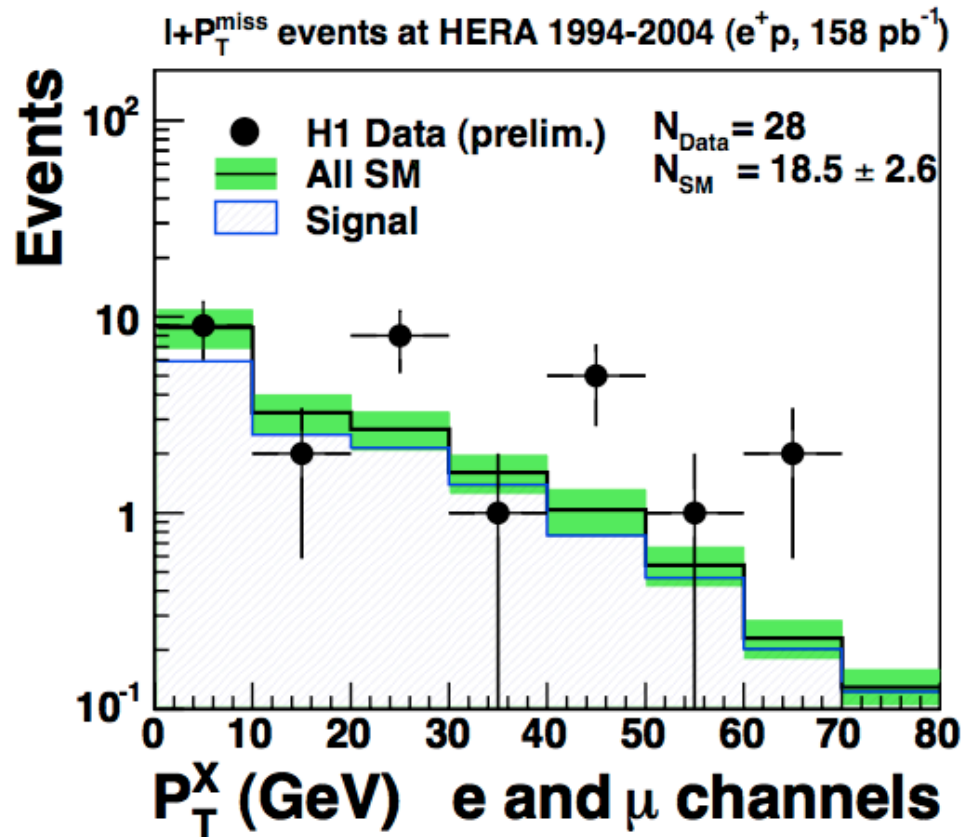 l+P_T^miss events at HERA 1994-2004 (e⁺p, 158 pb⁻¹)
H1 Data (prelim.)
All SM
Signal
N_Data = 28
N_SM = 18.5 ± 2.6
Events
10²
10
1
10⁻¹
0 10 20 30 40 50 60 70 80
P_T^X (GeV) e and μ channels